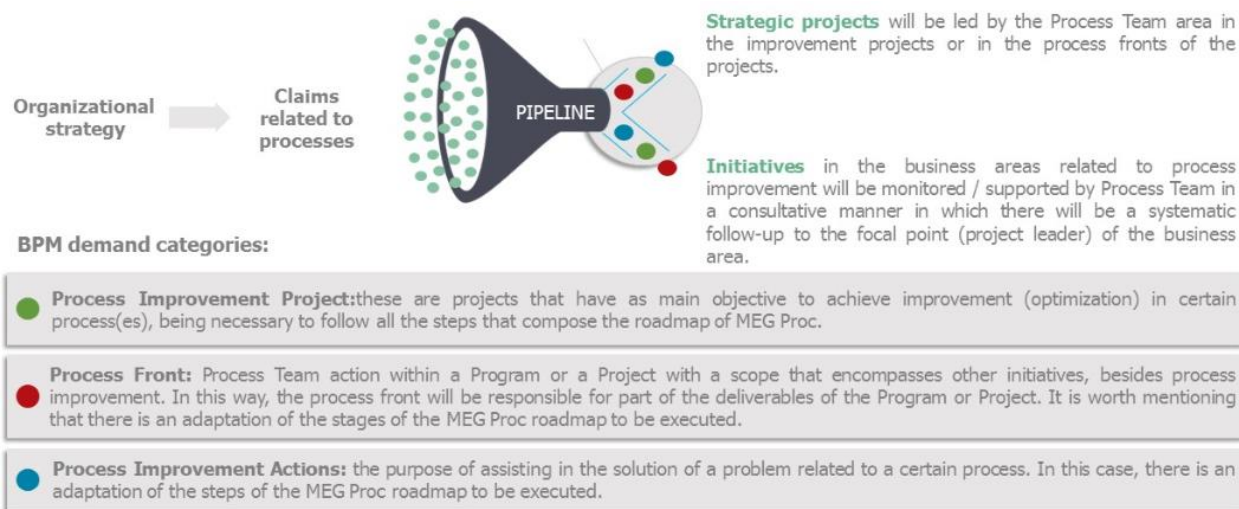 Organizational
strategy
Claims
related to
processes
PIPELINE
Strategic projects will be led by the Process Team area in
the improvement projects or in the process fronts of the
projects.
Initiatives in the business areas related to process
improvement will be monitored / supported by Process Team in
a consultative manner in which there will be a systematic
follow-up to the focal point (project leader) of the business
area.
BPM demand categories:
Process Improvement Project:these are projects that have as main objective to achieve improvement (optimization) in certain
process(es), being necessary to follow all the steps that compose the roadmap of MEG Proc.
Process Front: Process Team action within a Program or a Project with a scope that encompasses other initiatives, besides process
improvement. In this way, the process front will be responsible for part of the deliverables of the Program or Project. It is worth mentioning
that there is an adaptation of the stages of the MEG Proc roadmap to be executed.
Process Improvement Actions: the purpose of assisting in the solution of a problem related to a certain process. In this case, there is an
adaptation of the steps of the MEG Proc roadmap to be executed.